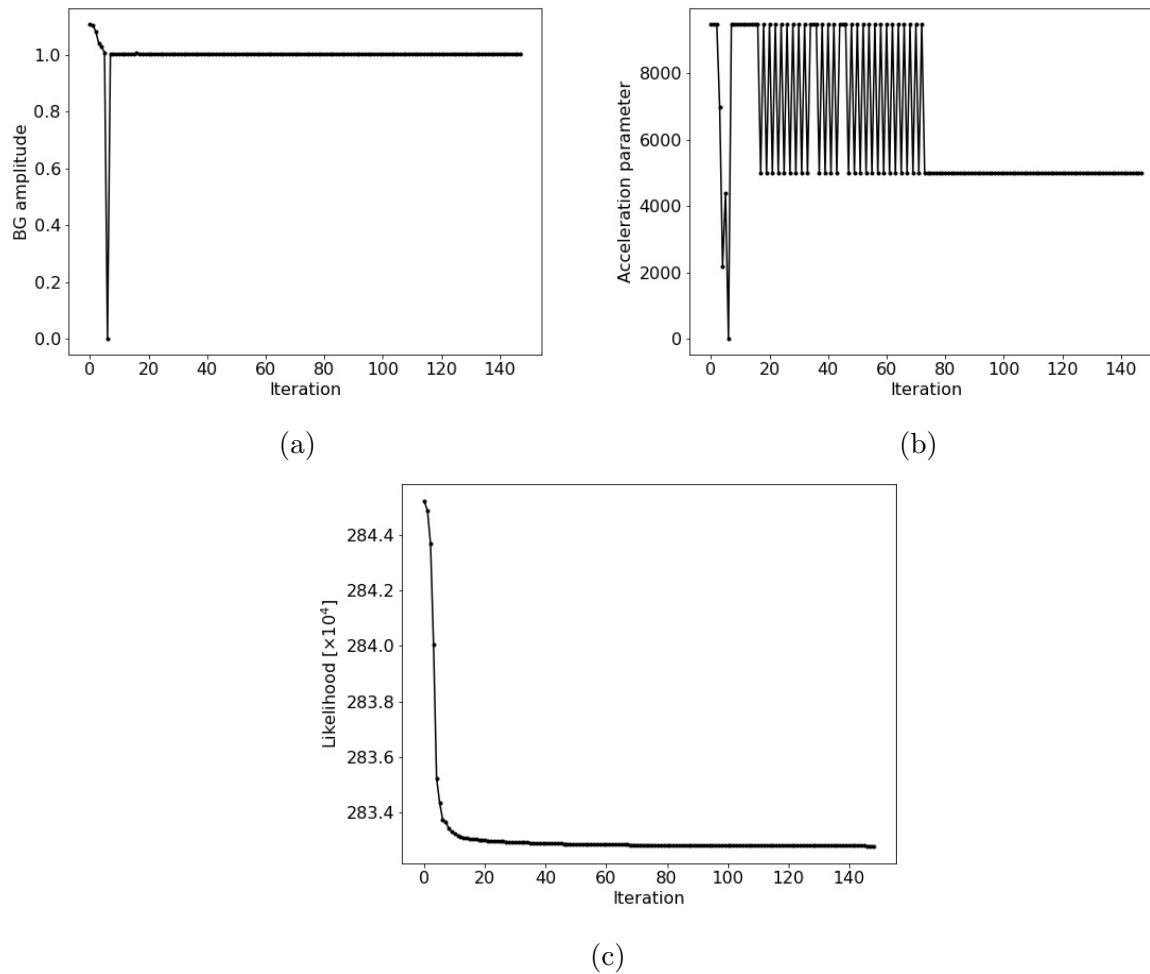 1.0
0.8
0.6
0.4
0.2
0.0
BG amplitude
0 20 40 60 80 100 120 140
Iteration
(a)
8000
6000
4000
2000
0
Acceleration parameter
0 20 40 60 80 100 120 140
Iteration
(b)
284.4
284.2
284.0
283.8
283.6
283.4
Likelihood [×10⁴]
0 20 40 60 80 100 120 140
Iteration
(c)